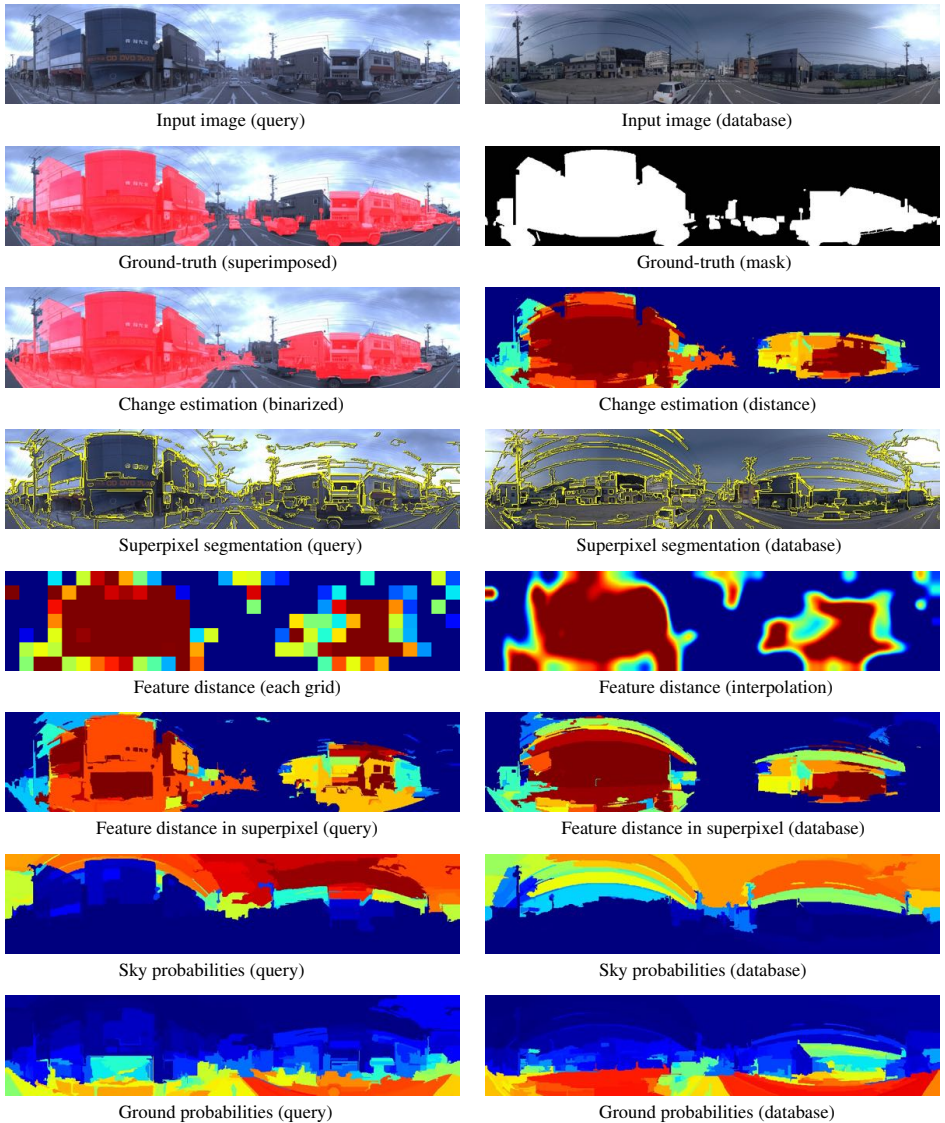 Input image (query)
Input image (database)
Ground-truth (superimposed)
Ground-truth (mask)
Change estimation (binarized)
Change estimation (distance)
Superpixel segmentation (query)
Superpixel segmentation (database)
Feature distance (each grid)
Feature distance (interpolation)
Feature distance in superpixel (query)
Feature distance in superpixel (database)
Sky probabilities (query)
Sky probabilities (database)
Ground probabilities (query)
Ground probabilities (database)